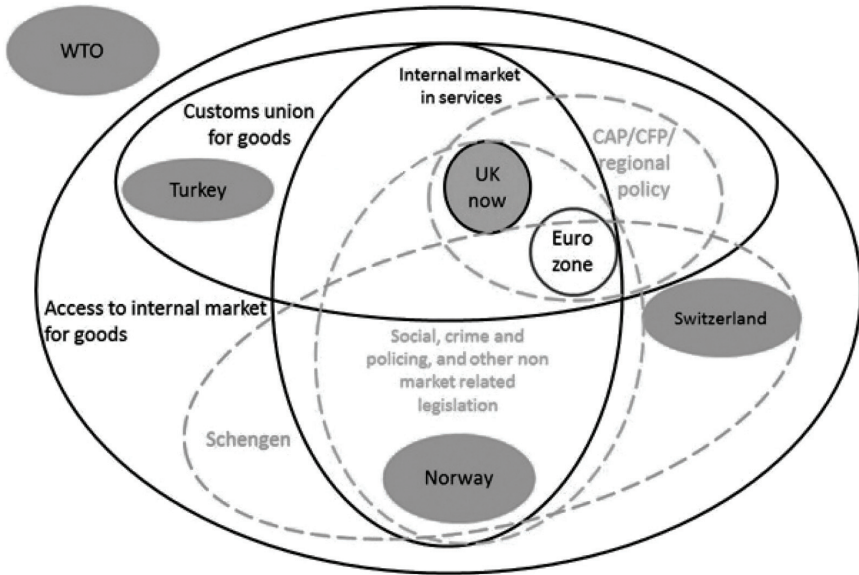 WTO
Internal market
in services
Customs union
for goods
CAP/CFP/
regional
policy
Turkey
UK
now
Euro
zone
Access to internal market
for goods
Switzerland
Social, crime and
policing, and other non
market related
legislation
Schengen
Norway